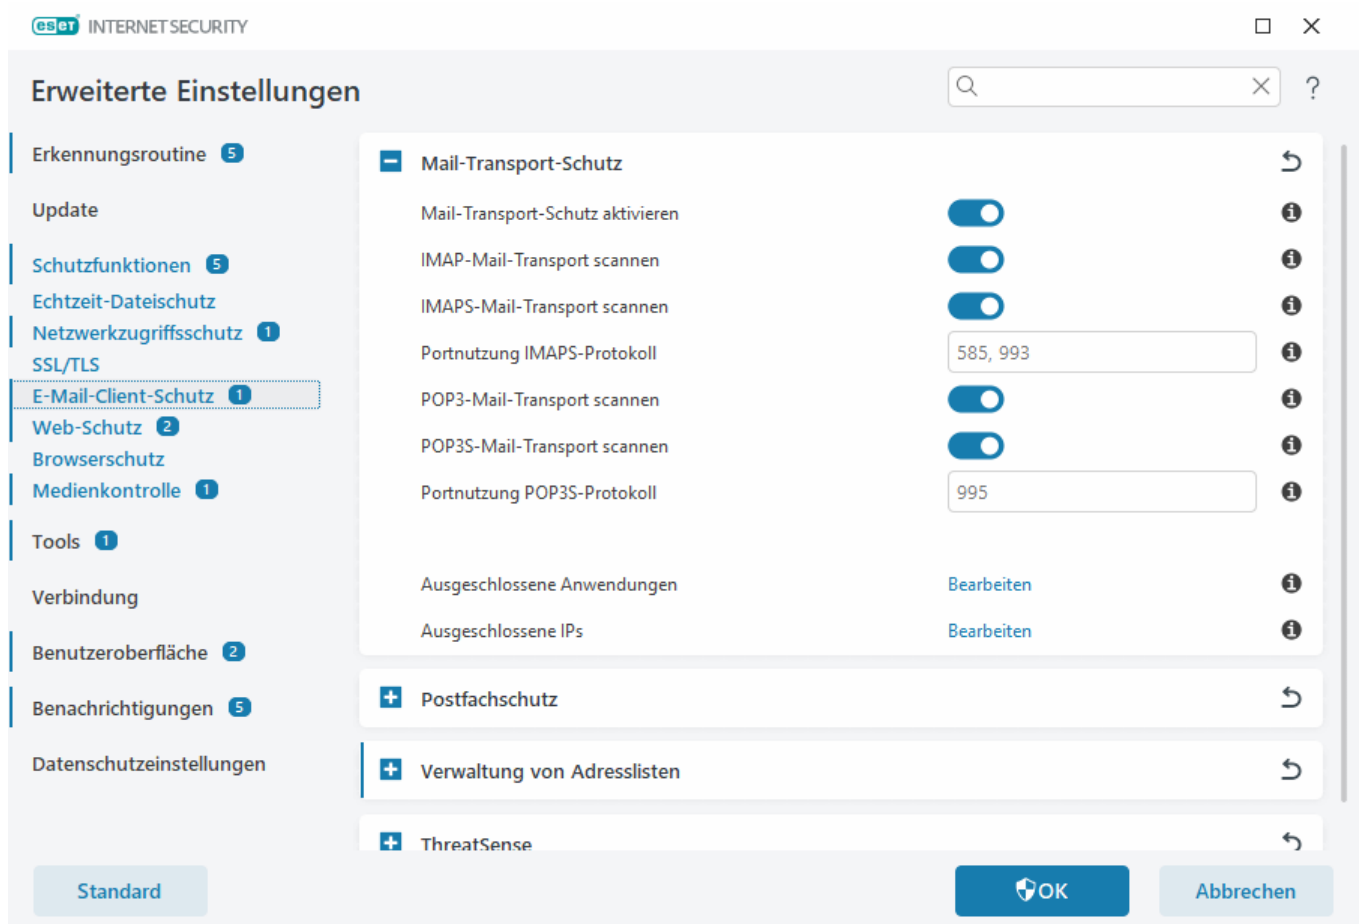 eset INTERNET SECURITY
Erweiterte Einstellungen
?
Erkennungsroutine 5
Update
Schutzfunktionen 5
Echtzeit-Dateischutz
Netzwerkzugriffsschutz 1
SSL/TLS
E-Mail-Client-Schutz 1
Web-Schutz 2
Browserschutz
Medienkontrolle 1
Tools 1
Verbindung
Benutzeroberfläche 2
Benachrichtigungen 5
Datenschutzeinstellungen
Mail-Transport-Schutz
Mail-Transport-Schutz aktivieren
IMAP-Mail-Transport scannen
IMAPS-Mail-Transport scannen
Portnutzung IMAPS-Protokoll 585, 993
POP3-Mail-Transport scannen
POP3S-Mail-Transport scannen
Portnutzung POP3S-Protokoll 995
Ausgeschlossene Anwendungen Bearbeiten
Ausgeschlossene IPs Bearbeiten
Postfachschutz
Verwaltung von Adresslisten
ThreatSense
Standard
OK
Abbrechen